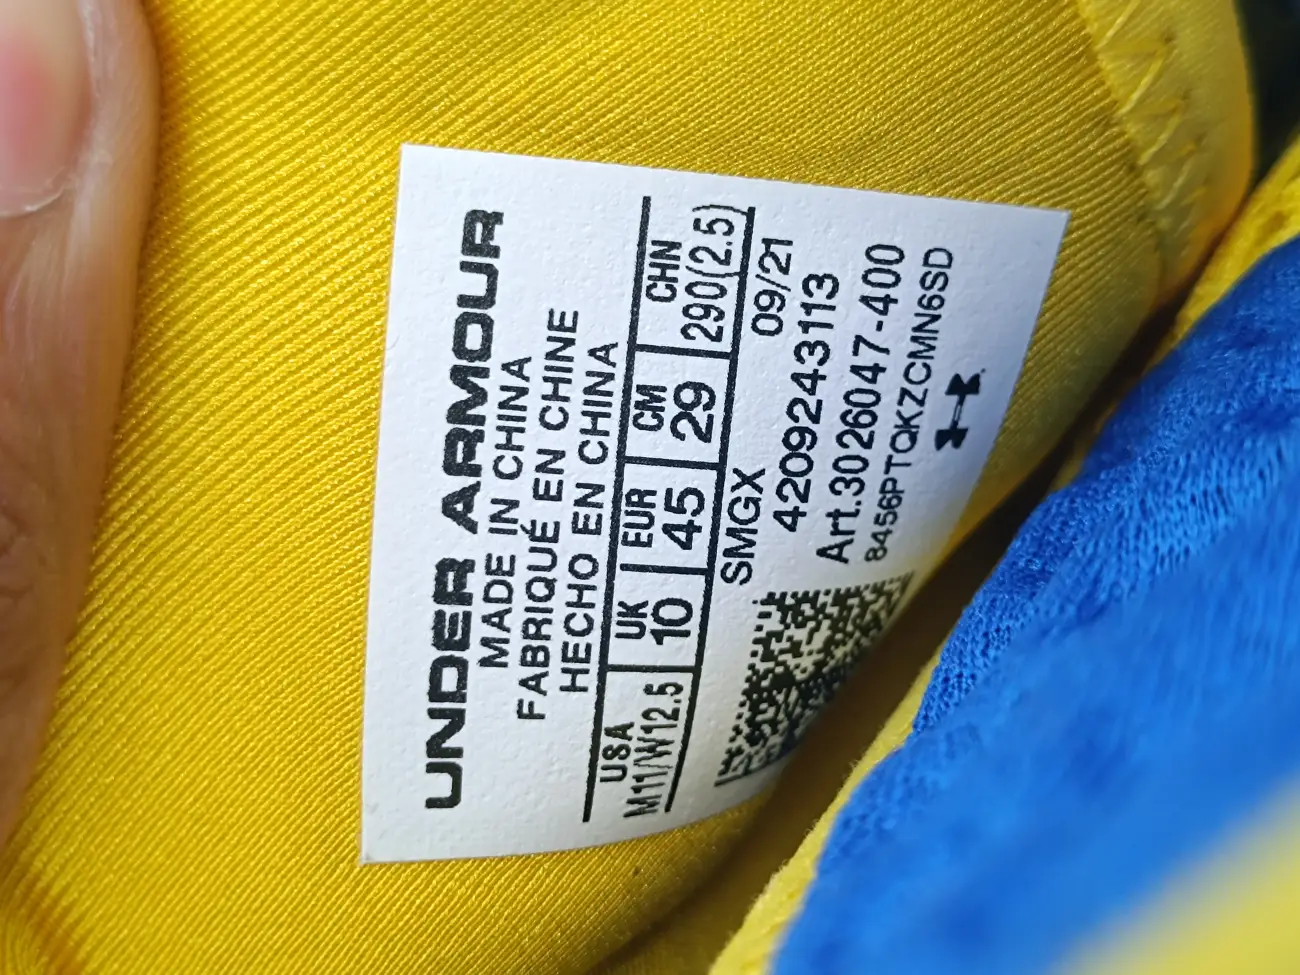 UNDER ARMOUR
MADE IN CHINA
FABRIQUÉ EN CHINE
HECHO EN CHINA
USA UK EUR CM CHN
M11/W12.5 10 45 29 290(2.5)
SMGX 09/21
4209243113
Art.3026047-400
8456PTQKZCMN6SD